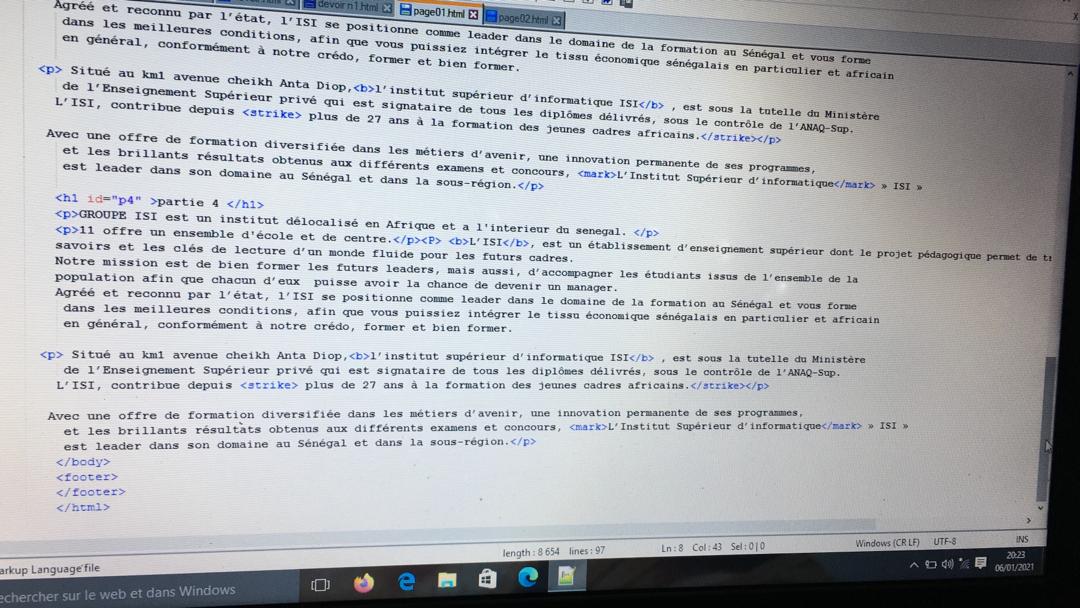 devoir n1.html
page01.html
page02.html
Agréé et reconnu par l'état, l'ISI se positionne comme leader dans le domaine de la formation au Sénégal et vous forme
dans les meilleures conditions, afin que vous puissiez intégrer le tissu économique sénégalais en particulier et africain
en général, conformément à notre crédo, former et bien former.
<p> Situé au km1 avenue cheikh Anta Diop,<b>l'institut supérieur d'informatique ISI</b> , est sous la tutelle du Ministère
de l'Enseignement Supérieur privé qui est signataire de tous les diplômes délivrés, sous le contrôle de l'ANAQ-Sup.
L'ISI, contribue depuis <strike> plus de 27 ans à la formation des jeunes cadres africains.</strike></p>
Avec une offre de formation diversifiée dans les métiers d'avenir, une innovation permanente de ses programmes,
et les brillants résultats obtenus aux différents examens et concours, <mark>L'Institut Supérieur d'informatique</mark> » ISI »
est leader dans son domaine au Sénégal et dans la sous-région.</p>
<h1 id="p4" >partie 4 </h1>
<p>GROUPE ISI est un institut délocalisé en Afrique et a l'interieur du senegal. </p>
<p>11 offre un ensemble d'école et de centre.</p><P> <b>L'ISI</b>, est un établissement d'enseignement supérieur dont le projet pédagogique permet de
savoirs et les clés de lecture d'un monde fluide pour les futurs cadres.
Notre mission est de bien former les futurs leaders, mais aussi, d'accompagner les étudiants issus de l'ensemble de la
population afin que chacun d'eux  puisse avoir la chance de devenir un manager.
Agréé et reconnu par l'état, l'ISI se positionne comme leader dans le domaine de la formation au Sénégal et vous forme
dans les meilleures conditions, afin que vous puissiez intégrer le tissu économique sénégalais en particulier et africain
en général, conformément à notre crédo, former et bien former.
<p> Situé au km1 avenue cheikh Anta Diop,<b>l'institut supérieur d'informatique ISI</b> , est sous la tutelle du Ministère
de l'Enseignement Supérieur privé qui est signataire de tous les diplômes délivrés, sous le contrôle de l'ANAQ-Sup.
L'ISI, contribue depuis <strike> plus de 27 ans à la formation des jeunes cadres africains.</strike></p>
Avec une offre de formation diversifiée dans les métiers d'avenir, une innovation permanente de ses programmes,
et les brillants résultats obtenus aux différents examens et concours, <mark>L'Institut Supérieur d'informatique</mark> » ISI »
est leader dans son domaine au Sénégal et dans la sous-région.</p>
</body>
<footer>
</footer>
</html>
arkup Language file
length : 8 654 lines : 97
Ln : 8 Col : 43 Sel : 0 | 0
Windows (CR LF)
UTF-8
INS
echercher sur le web et dans Windows
20:23
06/01/2021